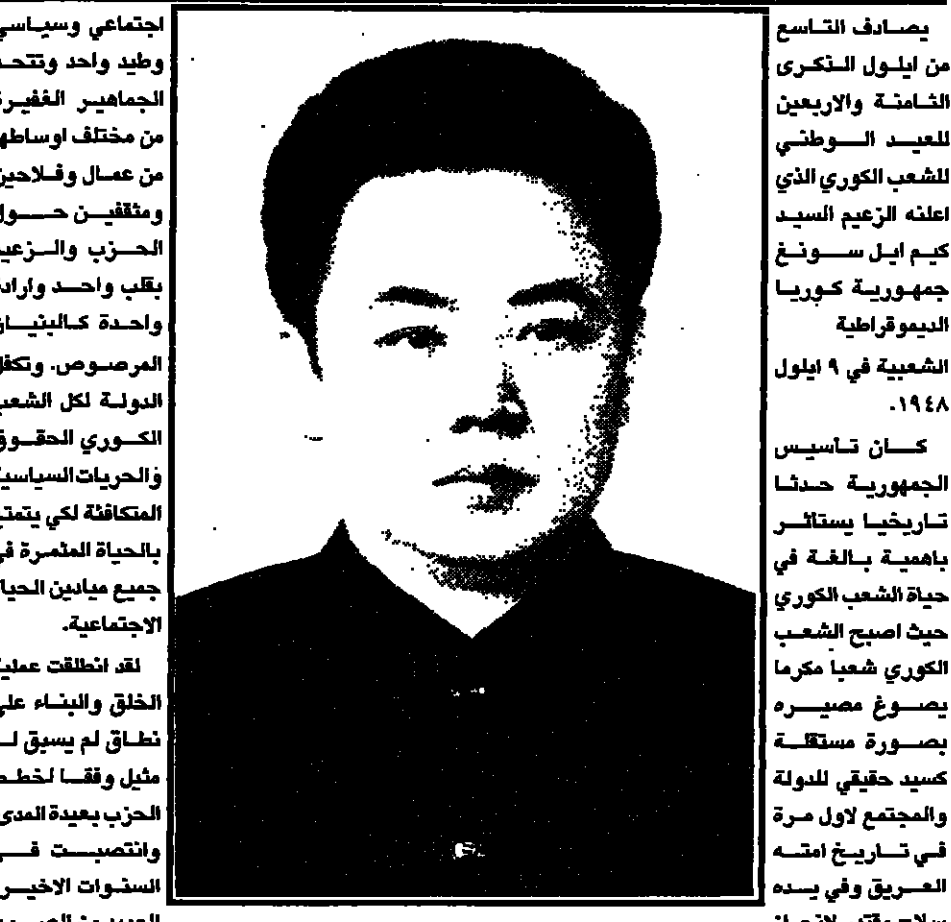 يصادف التاسع
من ايلول الذكرى
الثامنة والاربعين
للعيد الوطني
للشعب الكوري الذي
اعلنه الزعيم السيد
كيم ايل سونغ
جمهورية كوريا
الديموقراطية
الشعبية في ٩ ايلول
١٩٤٨.
كان تأسيس
الجمهورية حدثا
تاريخيا يستأثر
باهمية بالغة في
حياة الشعب الكوري
حيث اصبح الشعب
الكوري شعبا مكرما
يصوغ مصيره
بصورة مستقلة
كسيد حقيقي للدولة
والمجتمع لاول مرة
في تاريخ امته
العريق وفي يده
اجتماعي وسياسي
وطيد واحد وتتحد
الجماهير الغفيرة
من مختلف اوساطها
من عمال وفلاحين
ومثقفين حول
الحزب والزعيم
بقلب واحد وارادة
واحدة كالبنيان
المرصوص. وتكفل
الدولة لكل الشعب
الكوري الحقوق
والحريات السياسية
المتكافئة لكي يتمتع
بالحياة المثمرة في
جميع ميادين الحياة
الاجتماعية.
لقد انطلقت عملية
الخلق والبناء على
نطاق لم يسبق له
مثيل وفقا لخطط
الحزب بعيدة المدى
وانتصبت في
السنوات الاخيرة